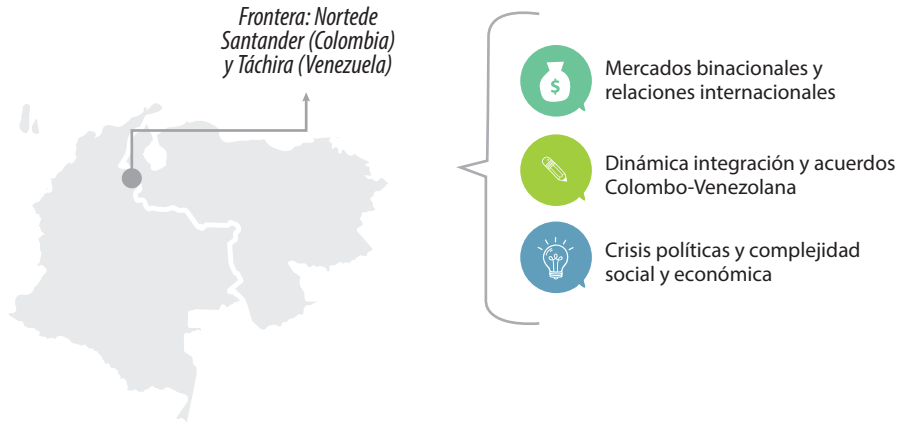 Frontera: Nortede
Santander (Colombia)
y Táchira (Venezuela)
$
Mercados binacionales y
relaciones internacionales
Dinámica integración y acuerdos
Colombo-Venezolana
Crisis políticas y complejidad
social y económica